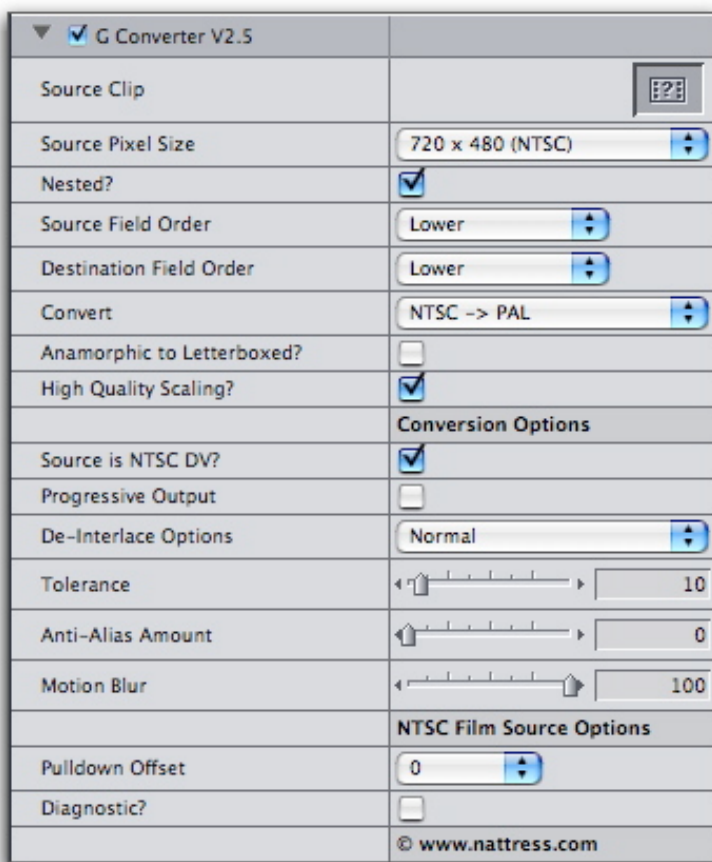 G Converter V2.5
Source Clip
Source Pixel Size 720 x 480 (NTSC)
Nested?
Source Field Order Lower
Destination Field Order Lower
Convert NTSC -> PAL
Anamorphic to Letterboxed?
High Quality Scaling?
Conversion Options
Source is NTSC DV?
Progressive Output
De-Interlace Options Normal
Tolerance 10
Anti-Alias Amount 0
Motion Blur 100
NTSC Film Source Options
Pulldown Offset 0
Diagnostic?
© www.nattress.com